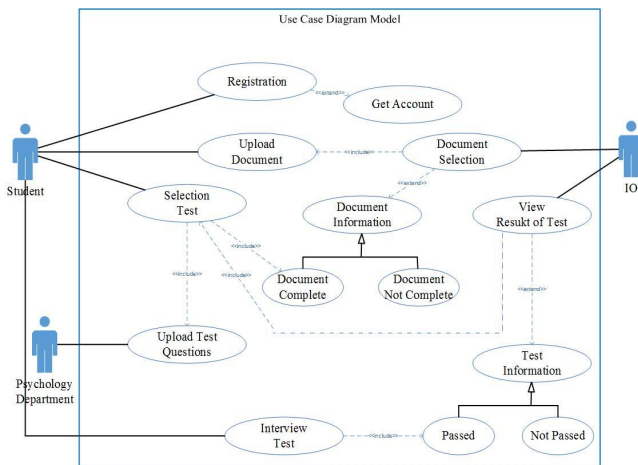 Use Case Diagram Model
Registration
<<extend>>
Get Account
Upload
Document
<<include>>
Document
Selection
Student
IO
<<extend>>
Selection
Test
Document
Information
View
Resukt of Test
<<include>>
<<include>>
<<include>>
Document
Complete
Document
Not Complete
<<extend>>
Upload Test
Questions
Test
Information
Psychology
Department
Interview
Test
<<include>>
Passed
Not Passed